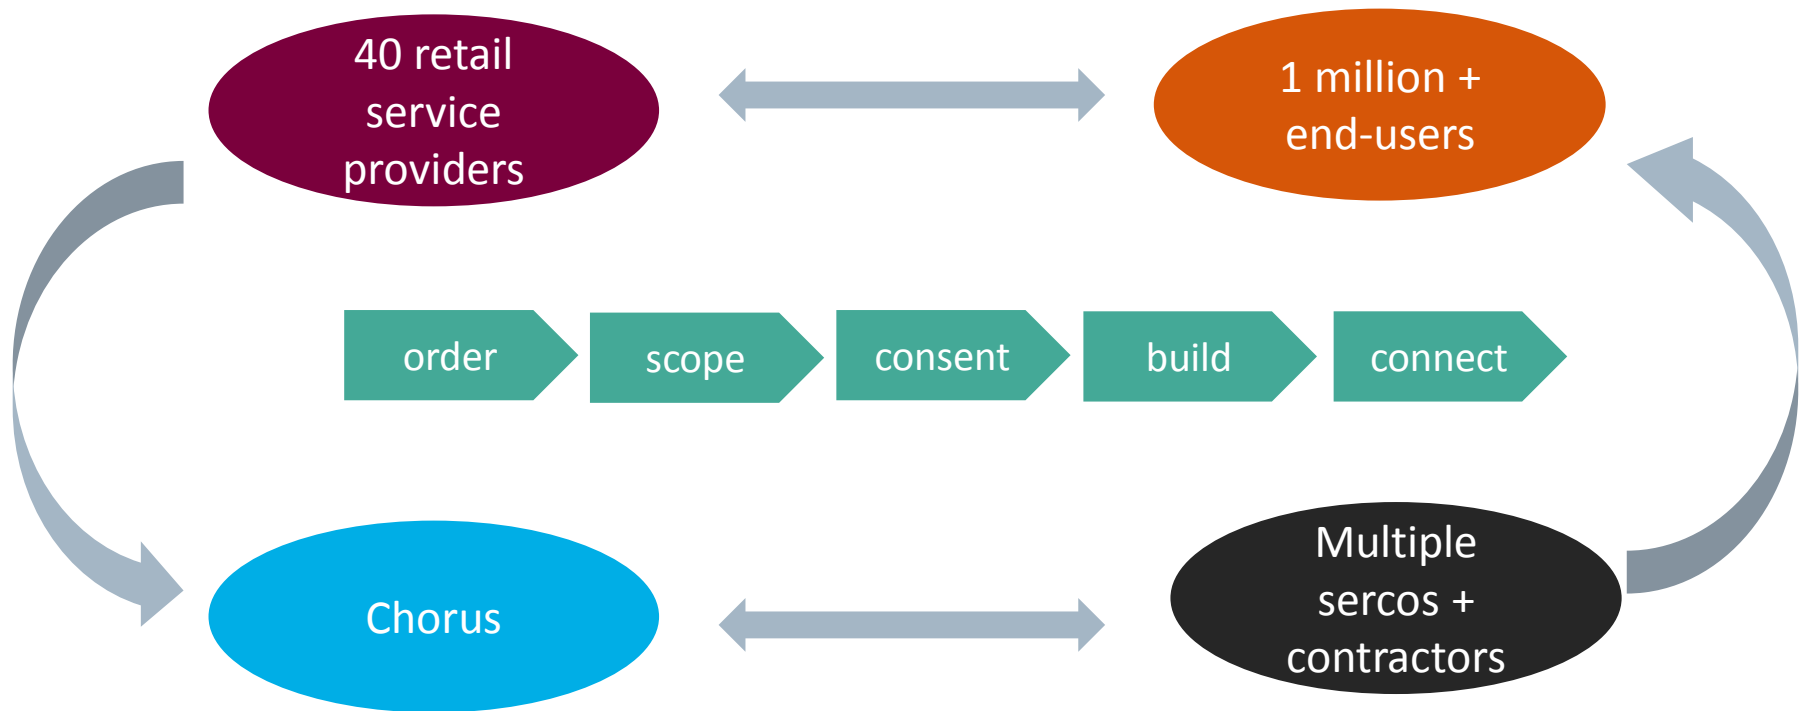 40 retail
service
providers
1 million +
end-users
order
scope
consent
build
connect
Chorus
Multiple
sercos +
contractors